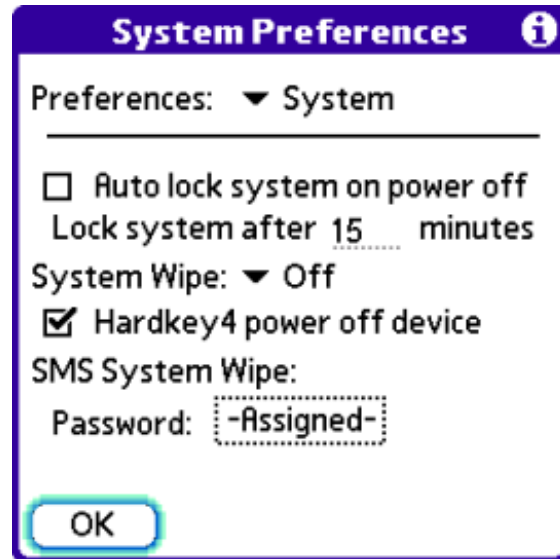 System Preferences
Preferences: System
Auto lock system on power off
Lock system after 15 minutes
System Wipe: Off
Hardkey4 power off device
SMS System Wipe:
Password: -Assigned-
OK